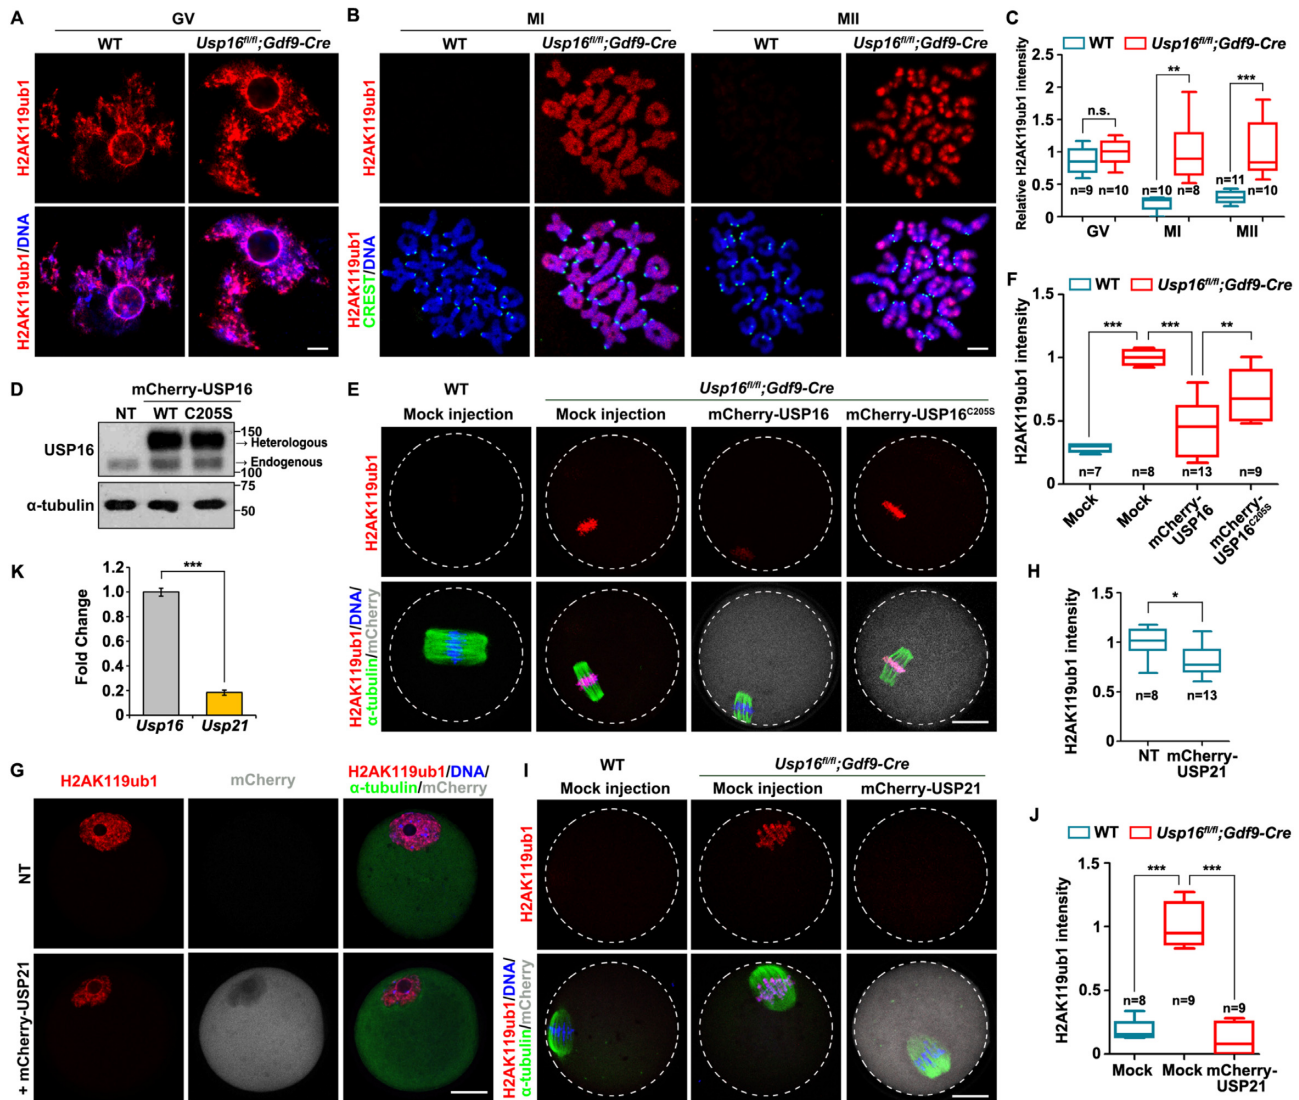 A
GV
WT
Usp16fl/fl;Gdf9-Cre
H2AK119ub1
H2AK119ub1/DNA
B
MI
MII
WT
Usp16fl/fl;Gdf9-Cre
WT
Usp16fl/fl;Gdf9-Cre
H2AK119ub1
H2AK119ub1
CREST/DNA
C
WT
Usp16fl/fl;Gdf9-Cre
Relative H2AK119ub1 intensity
2.5
2
1.5
1
0.5
0
n.s.
**
***
n=9
n=10
n=10
n=8
n=11
n=10
GV
MI
MII
D
mCherry-USP16
NT
WT
C205S
USP16
150
→ Heterologous
→ Endogenous
100
α-tubulin
75
50
E
WT
Usp16fl/fl;Gdf9-Cre
Mock injection
Mock injection
mCherry-USP16
mCherry-USP16C205S
H2AK119ub1
H2AK119ub1/DNA/
α-tubulin/mCherry
F
WT
Usp16fl/fl;Gdf9-Cre
H2AK119ub1 intensity
1.5
1
0.5
0
***
***
**
n=7
n=8
n=13
n=9
Mock
Mock
mCherry-
USP16
mCherry-
USP16C205S
K
Fold Change
1.2
1.0
0.8
0.6
0.4
0.2
0
***
Usp16
Usp21
H
H2AK119ub1 intensity
1.5
1
0.5
0
*
n=8
n=13
NT
mCherry-
USP21
G
H2AK119ub1
mCherry
H2AK119ub1/DNA/
α-tubulin/mCherry
NT
+ mCherry-USP21
I
WT
Usp16fl/fl;Gdf9-Cre
Mock injection
Mock injection
mCherry-USP21
H2AK119ub1
H2AK119ub1/DNA/
α-tubulin/mCherry
J
WT
Usp16fl/fl;Gdf9-Cre
H2AK119ub1 intensity
1.5
1
0.5
0
***
***
n=8
n=9
n=9
Mock
Mock
mCherry-
USP21